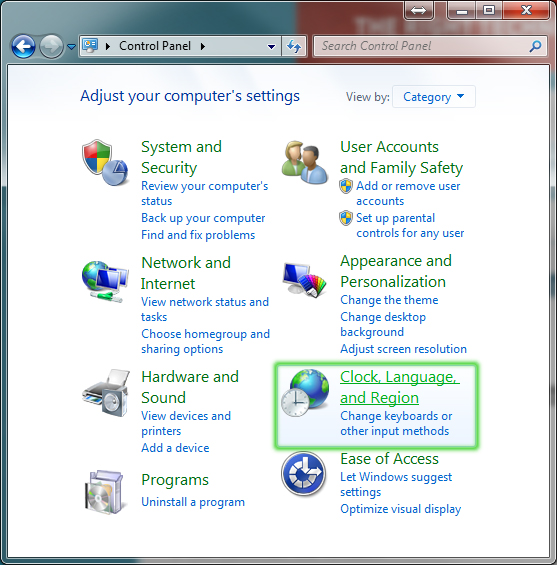 Control Panel
Search Control Panel
Adjust your computer's settings
View by:
Category
System and
Security
Review your computer's
status
Back up your computer
Find and fix problems
Network and
Internet
View network status and
tasks
Choose homegroup and
sharing options
Hardware and
Sound
View devices and
printers
Add a device
Programs
Uninstall a program
User Accounts
and Family Safety
Add or remove user
accounts
Set up parental
controls for any user
Appearance and
Personalization
Change the theme
Change desktop
background
Adjust screen resolution
Clock, Language,
and Region
Change keyboards or
other input methods
Ease of Access
Let Windows suggest
settings
Optimize visual display